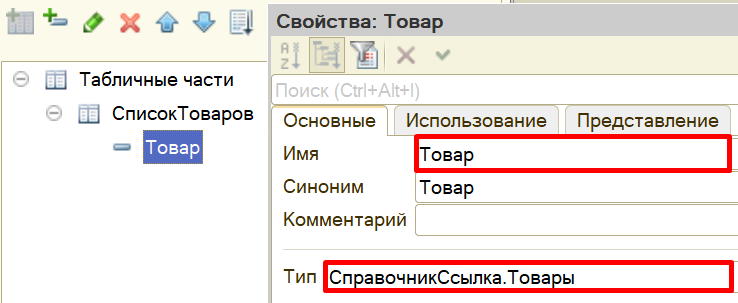 Свойства: Товар
Поиск (Ctrl+Alt+I)
Табличные части
СписокТоваров
Товар
Основные Использование Представление
Имя Товар
Синоним Товар
Комментарий
Тип СправочникСсылка.Товары